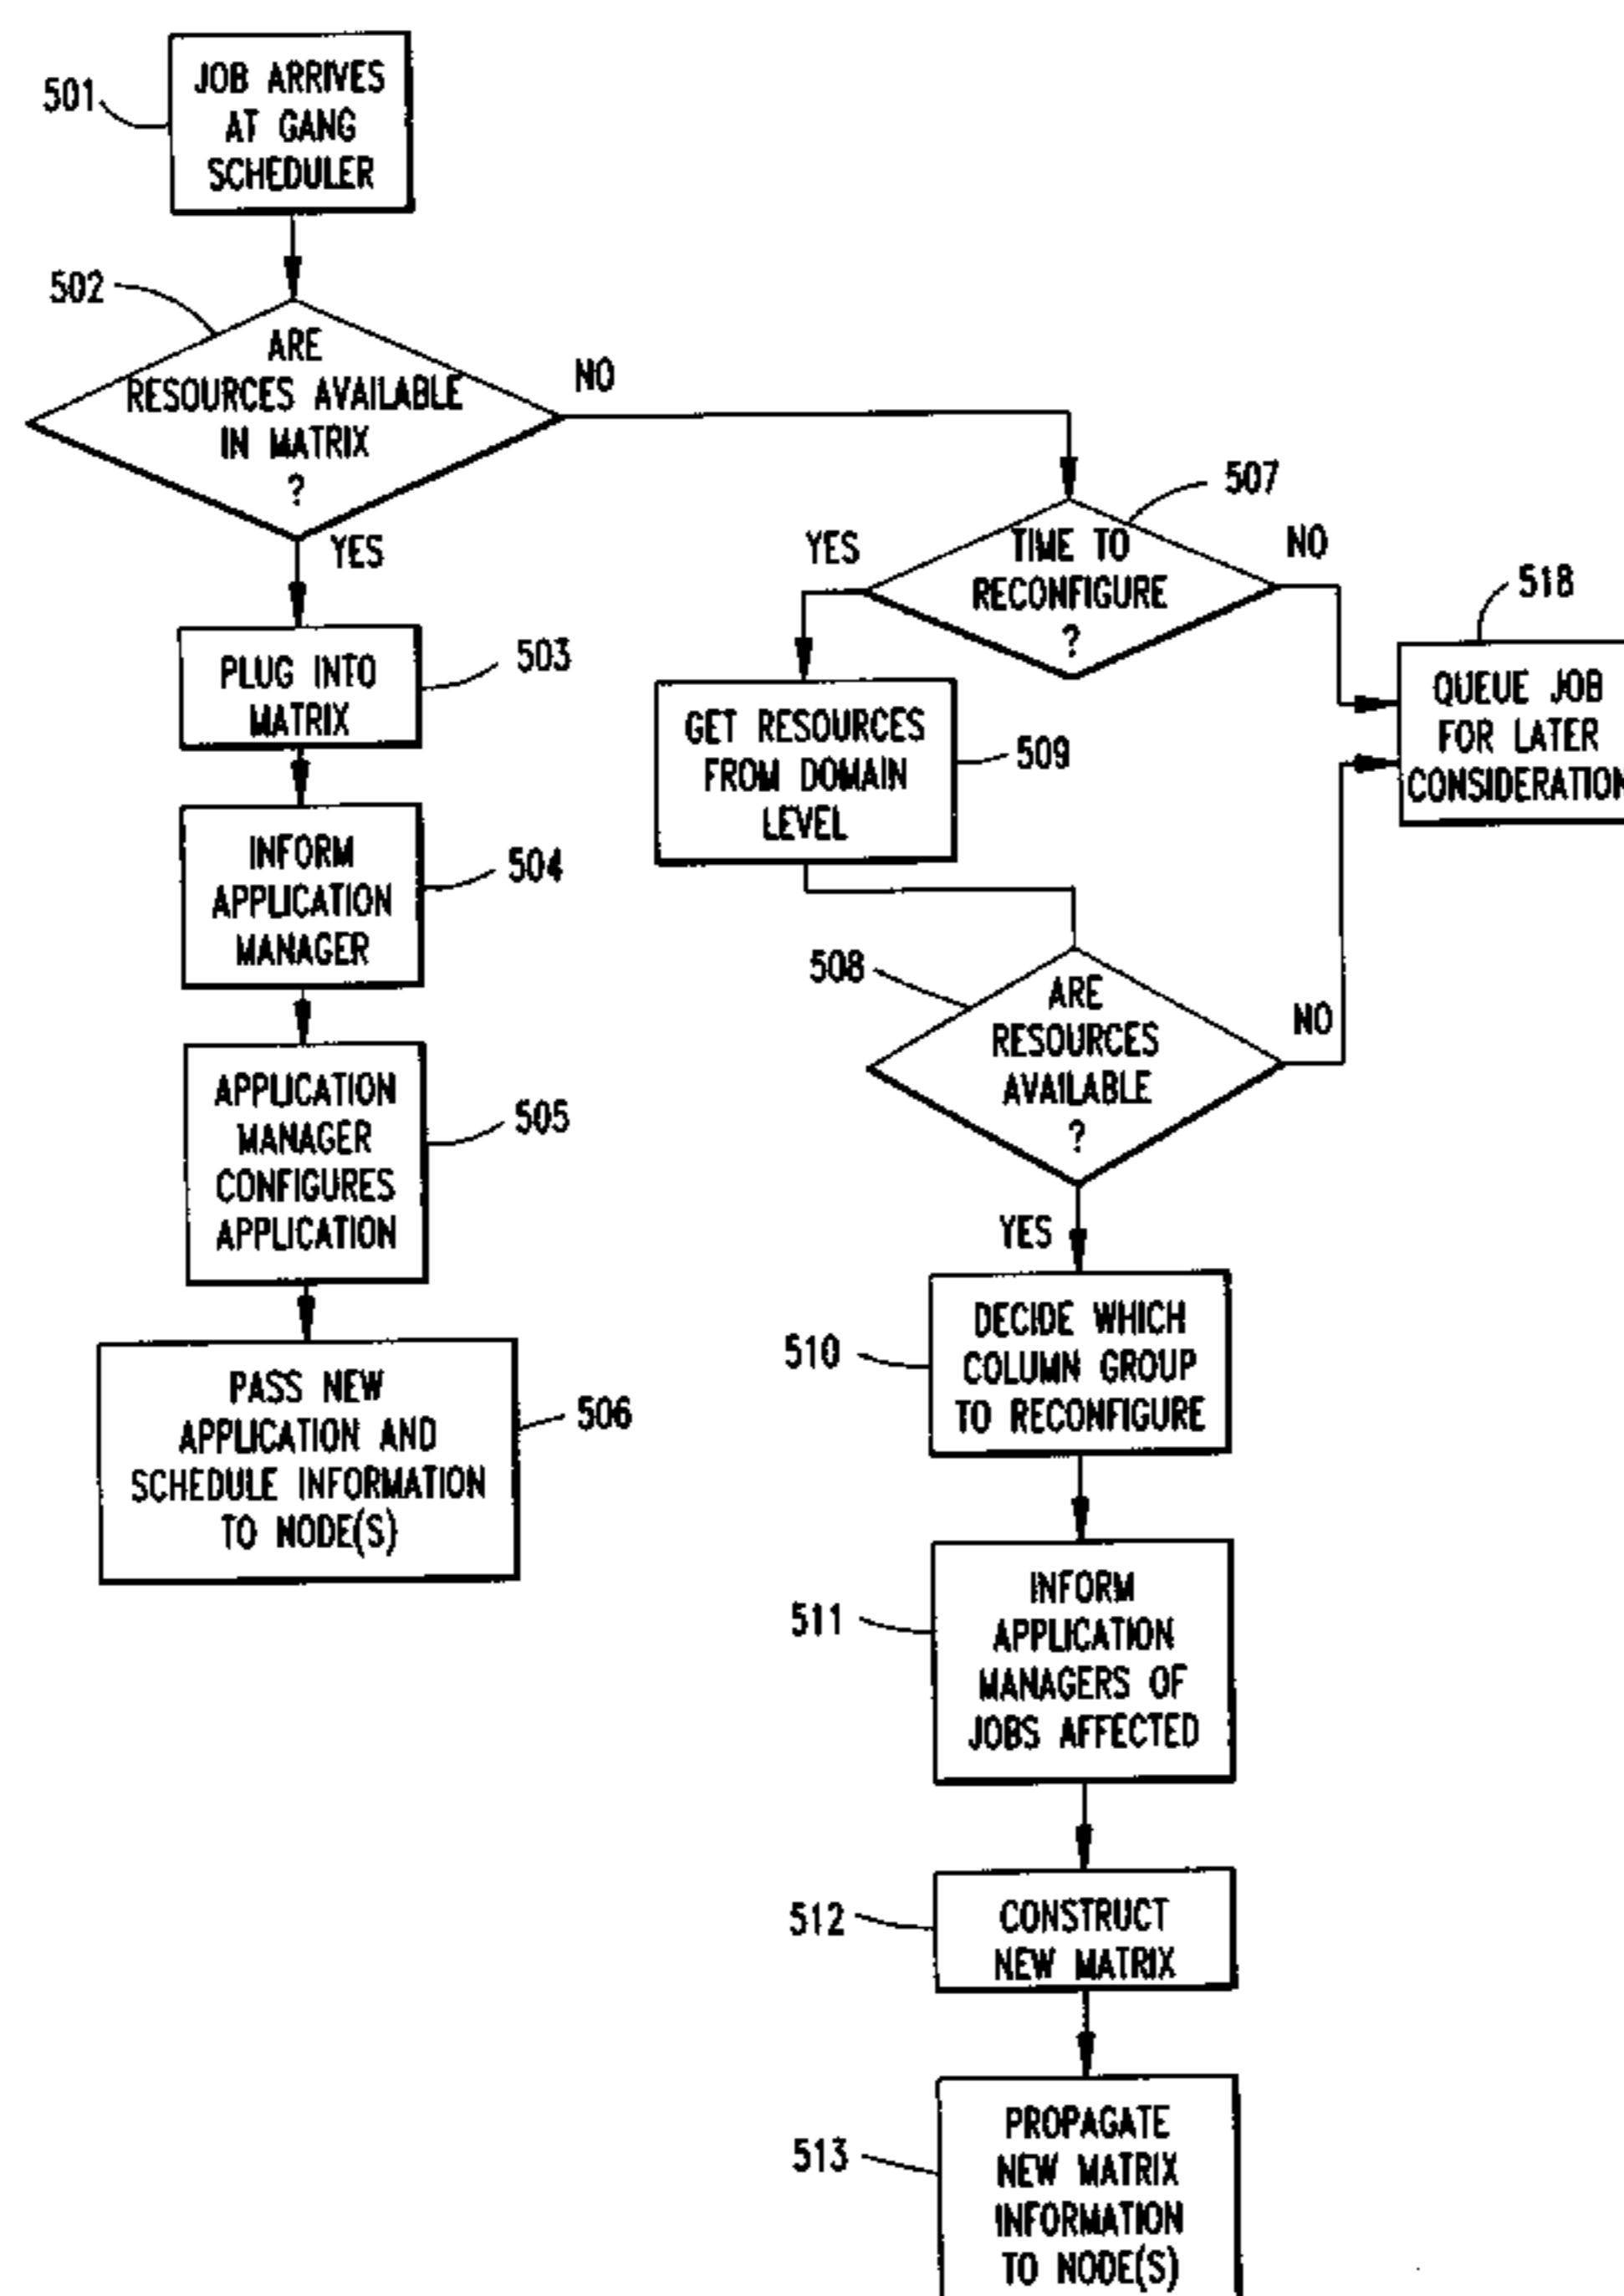 501
JOB ARRIVES
AT GANG
SCHEDULER
502
ARE
RESOURCES AVAILABLE
IN MATRIX
?
NO
YES
503
PLUG INTO
MATRIX
504
INFORM
APPLICATION
MANAGER
505
APPLICATION
MANAGER
CONFIGURES
APPLICATION
506
PASS NEW
APPLICATION AND
SCHEDULE INFORMATION
TO NODE(S)
507
TIME TO
RECONFIGURE
?
YES
NO
518
QUEUE JOB
FOR LATER
CONSIDERATION
509
GET RESOURCES
FROM DOMAIN
LEVEL
508
ARE
RESOURCES
AVAILABLE
?
NO
YES
510
DECIDE WHICH
COLUMN GROUP
TO RECONFIGURE
511
INFORM
APPLICATION
MANAGERS OF
JOBS AFFECTED
512
CONSTRUCT
NEW MATRIX
513
PROPAGATE
NEW MATRIX
INFORMATION
TO NODE(S)